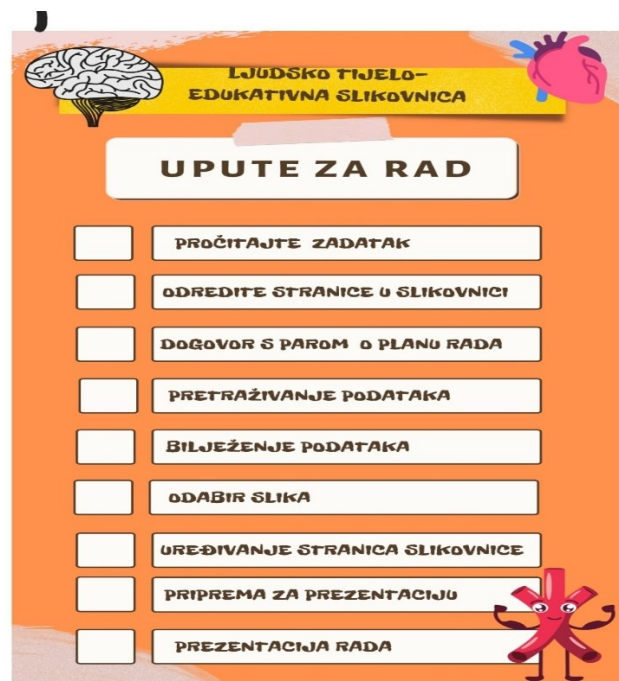 LJUDSKO TIJELO-
EDUKATIVNA SLIKOVNICA
UPUTE ZA RAD
PROČITAJTE ZADATAK
ODREDITE STRANICE U SLIKOVNICI
DOGOVOR S PAROM O PLANU RADA
PRETRAŽIVANJE PODATAKA
BILJEŽENJE PODATAKA
ODABIR SLIKA
UREĐIVANJE STRANICA SLIKOVNICE
PRIPREMA ZA PREZENTACIJU
PREZENTACIJA RADA